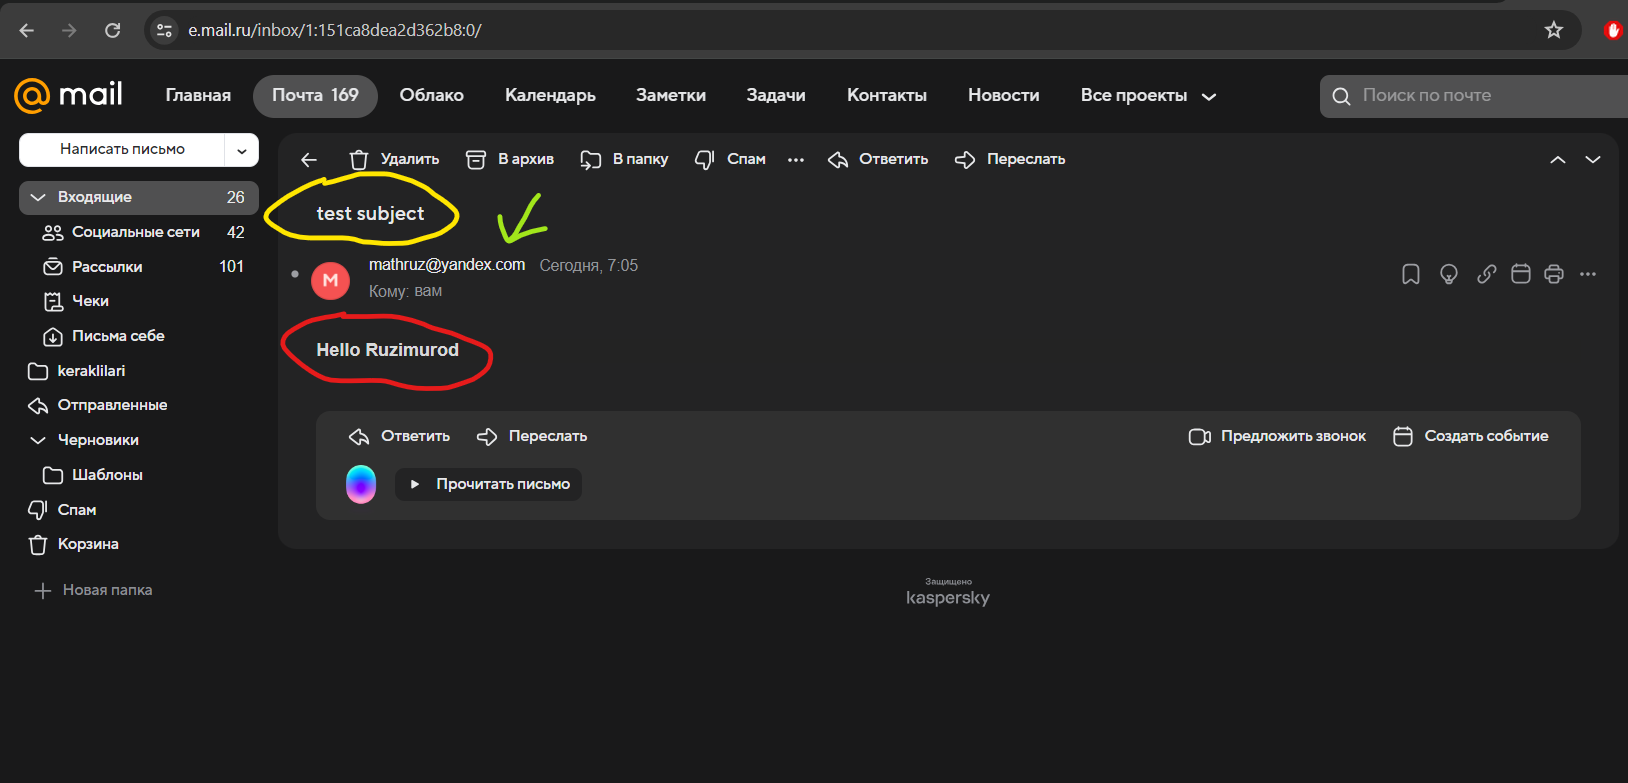 e.mail.ru/inbox/1:151ca8dea2d362b8:0/
mail Главная Почта 169 Облако Календарь Заметки Задачи Контакты Новости Все проекты Поиск по почте
Написать письмо
Входящие 26
Социальные сети 42
Рассылки 101
Чеки
Письма себе
keraklilari
Отправленные
Черновики
Шаблоны
Спам
Корзина
Новая папка
Удалить В архив В папку Спам Ответить Переслать
test subject
M
mathruz@yandex.com Сегодня, 7:05
Кому: вам
Hello Ruzimurod
Ответить Переслать Предложить звонок Создать событие
Прочитать письмо
Защищено
kaspersky